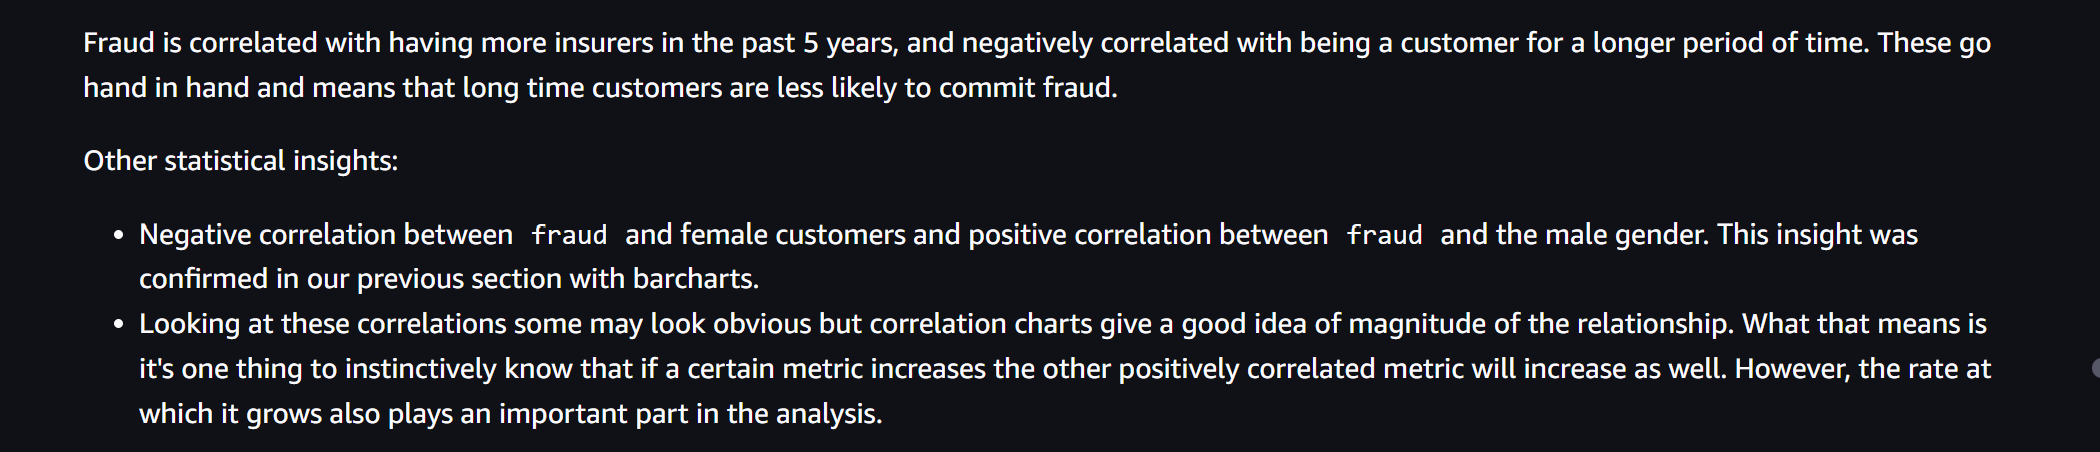 Fraud is correlated with having more insurers in the past 5 years, and negatively correlated with being a customer for a longer period of time. These go
hand in hand and means that long time customers are less likely to commit fraud.
Other statistical insights:
• Negative correlation between fraud and female customers and positive correlation between fraud and the male gender. This insight was
confirmed in our previous section with barcharts.
• Looking at these correlations some may look obvious but correlation charts give a good idea of magnitude of the relationship. What that means is
it's one thing to instinctively know that if a certain metric increases the other positively correlated metric will increase as well. However, the rate at
which it grows also plays an important part in the analysis.